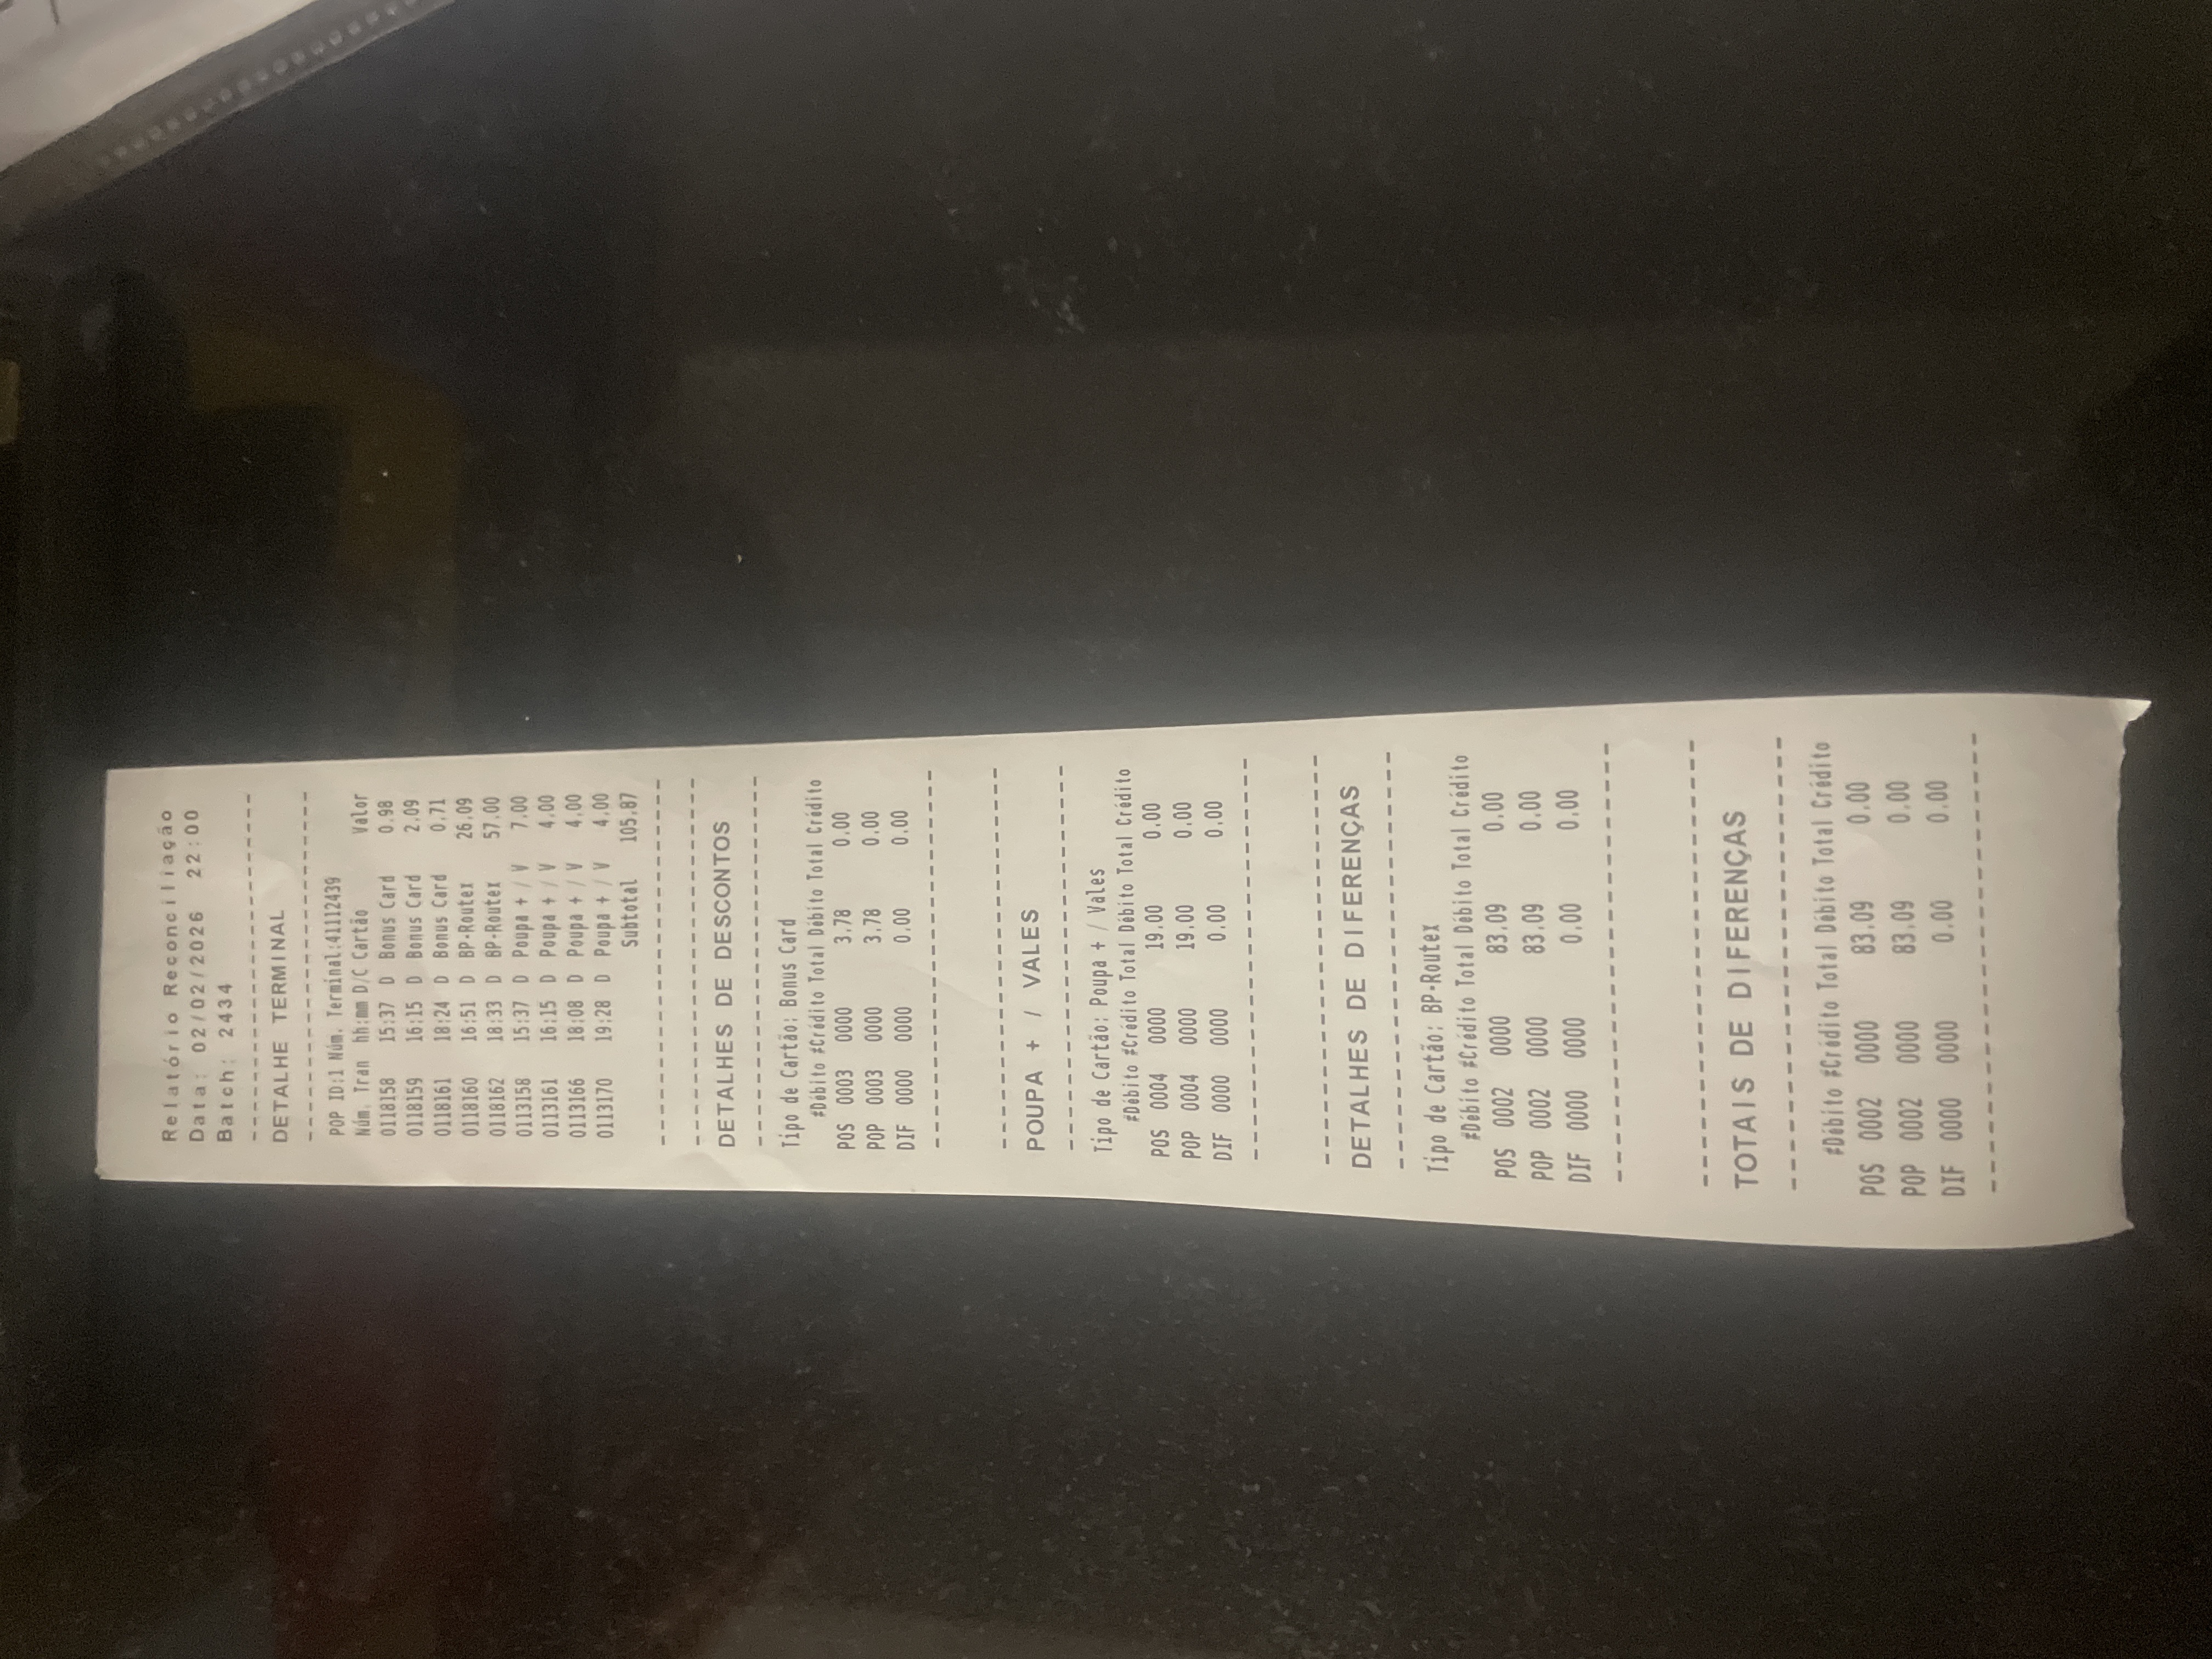 Relatório Reconciliação
Data: 02/02/2026 22:00
Batch: 2434
--------------------------
DETALHE TERMINAL
--------------------------
POP ID:1 Núm. Terminal:41112439
Núm. Tran hh:mm D/C Cartão Valor
0118158 15:37 D Bonus Card 0.98
0118159 16:15 D Bonus Card 2.09
0118161 18:24 D Bonus Card 0.71
0118160 16:51 D BP-Routex 26.09
0118162 18:33 D BP-Routex 57.00
0113158 15:37 D Poupa + / V 7.00
0113161 16:15 D Poupa + / V 4.00
0113166 18:08 D Poupa + / V 4.00
0113170 19:28 D Poupa + / V 4.00
Subtotal 105.87
--------------------------
--------------------------
DETALHES DE DESCONTOS
--------------------------
Tipo de Cartão: Bonus Card
#Débito #Crédito Total Débito Total Crédito
POS 0003 0000 3.78 0.00
POP 0003 0000 3.78 0.00
DIF 0000 0000 0.00 0.00
--------------------------
--------------------------
POUPA + / VALES
--------------------------
Tipo de Cartão: Poupa + / Vales
#Débito #Crédito Total Débito Total Crédito
POS 0004 0000 19.00 0.00
POP 0004 0000 19.00 0.00
DIF 0000 0000 0.00 0.00
--------------------------
--------------------------
DETALHES DE DIFERENÇAS
--------------------------
Tipo de Cartão: BP-Routex
#Débito #Crédito Total Débito Total Crédito
POS 0002 0000 83.09 0.00
POP 0002 0000 83.09 0.00
DIF 0000 0000 0.00 0.00
--------------------------
--------------------------
TOTAIS DE DIFERENÇAS
--------------------------
#Débito #Crédito Total Débito Total Crédito
POS 0002 0000 83.09 0.00
POP 0002 0000 83.09 0.00
DIF 0000 0000 0.00 0.00
--------------------------